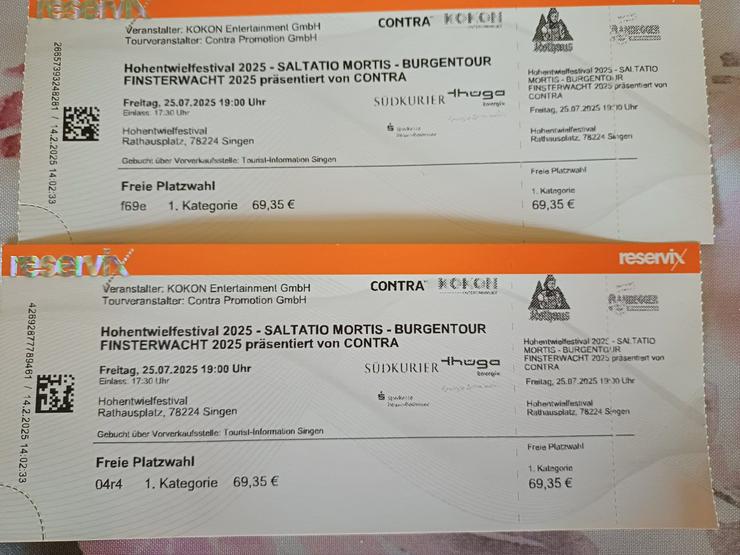 reservix
Veranstalter: KOKON Entertainment GmbH
Tourveranstalter: Contra Promotion GmbH
CONTRA KOKON
Rothaus
RANDEGGER
Hohentwielfestival 2025 - SALTATIO MORTIS - BURGENTOUR
FINSTERWACHT 2025 präsentiert von CONTRA
Freitag, 25.07.2025 19:00 Uhr
Einlass: 17:30 Uhr
SÜDKURIER
thüga
Energie
Hohentwielfestival
Rathausplatz, 78224 Singen
Sparkasse
Gebucht über Vorverkaufsstelle: Tourist-Information Singen
Freie Platzwahl
f69e 1. Kategorie 69,35 €
/ 14.2.2025 14:02:33
Hohentwielfestival 2025 - SALTATIO
MORTIS - BURGENTOUR
FINSTERWACHT 2025 präsentiert von
CONTRA
Freitag, 25.07.2025 19:00 Uhr
Hohentwielfestival
Rathausplatz, 78224 Singen
Freie Platzwahl
1. Kategorie
69,35 €
reservix
reservix
Veranstalter: KOKON Entertainment GmbH
Tourveranstalter: Contra Promotion GmbH
CONTRA KOKON
Rothaus
RANDEGGER
Hohentwielfestival 2025 - SALTATIO MORTIS - BURGENTOUR
FINSTERWACHT 2025 präsentiert von CONTRA
Freitag, 25.07.2025 19:00 Uhr
Einlass: 17:30 Uhr
SÜDKURIER
thüga
Energie
Hohentwielfestival
Rathausplatz, 78224 Singen
Sparkasse
Gebucht über Vorverkaufsstelle: Tourist-Information Singen
Freie Platzwahl
04r4 1. Kategorie 69,35 €
/ 14.2.2025 14:02:33
Hohentwielfestival 2025 - SALTATIO
MORTIS - BURGENTOUR
FINSTERWACHT 2025 präsentiert von
CONTRA
Freitag, 25.07.2025 19:00 Uhr
Hohentwielfestival
Rathausplatz, 78224 Singen
Freie Platzwahl
1. Kategorie
69,35 €